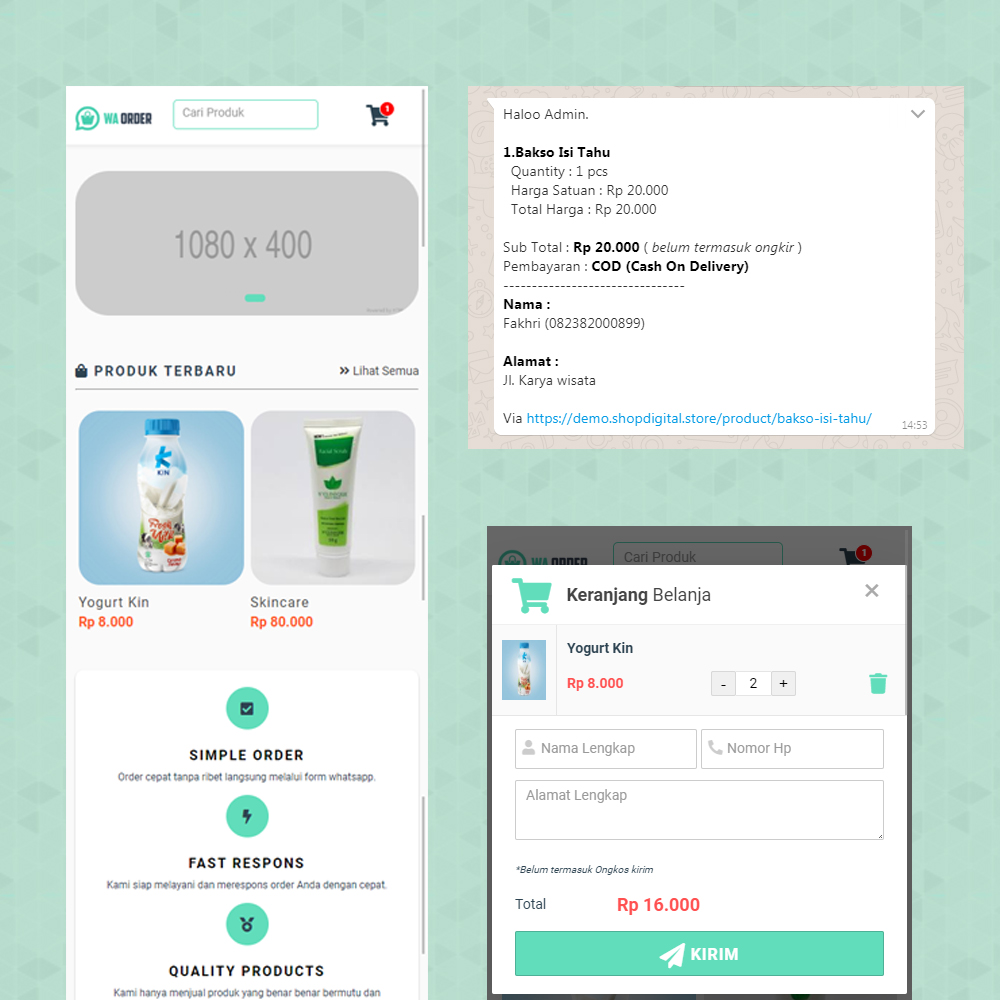 WA ORDER
Cari Produk
1
1080 x 400
PRODUK TERBARU
Lihat Semua
KIN
Fresh
Milk
Facial Scrub
Yogurt Kin
Skincare
Rp 8.000
Rp 80.000
SIMPLE ORDER
Order cepat tanpa ribet langsung melalui form whatsapp.
FAST RESPONS
Kami siap melayani dan merespons order Anda dengan cepat.
QUALITY PRODUCTS
Kami hanya menjual produk yang benar benar bermutu dan
Haloo Admin.
1.Bakso Isi Tahu
Quantity : 1 pcs
Harga Satuan : Rp 20.000
Total Harga : Rp 20.000
Sub Total : Rp 20.000 ( belum termasuk ongkir )
Pembayaran : COD (Cash On Delivery)
--------------------------------
Nama :
Fakhri (082382000899)
Alamat :
Jl. Karya wisata
Via https://demo.shopdigital.store/product/bakso-isi-tahu/
14:53
WA ORDER
Cari Produk
1
Keranjang Belanja
×
Yogurt Kin
Rp 8.000
- 2 +
Nama Lengkap
Nomor Hp
Alamat Lengkap
*Belum termasuk Ongkos kirim
Total Rp 16.000
KIRIM